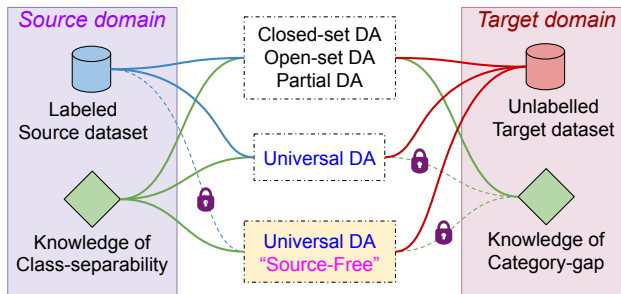 Source domain
Labeled
Source dataset
Knowledge of
Class-separability
Closed-set DA
Open-set DA
Partial DA
Universal DA
Universal DA
“Source-Free”
Target domain
Unlabelled
Target dataset
Knowledge of
Category-gap